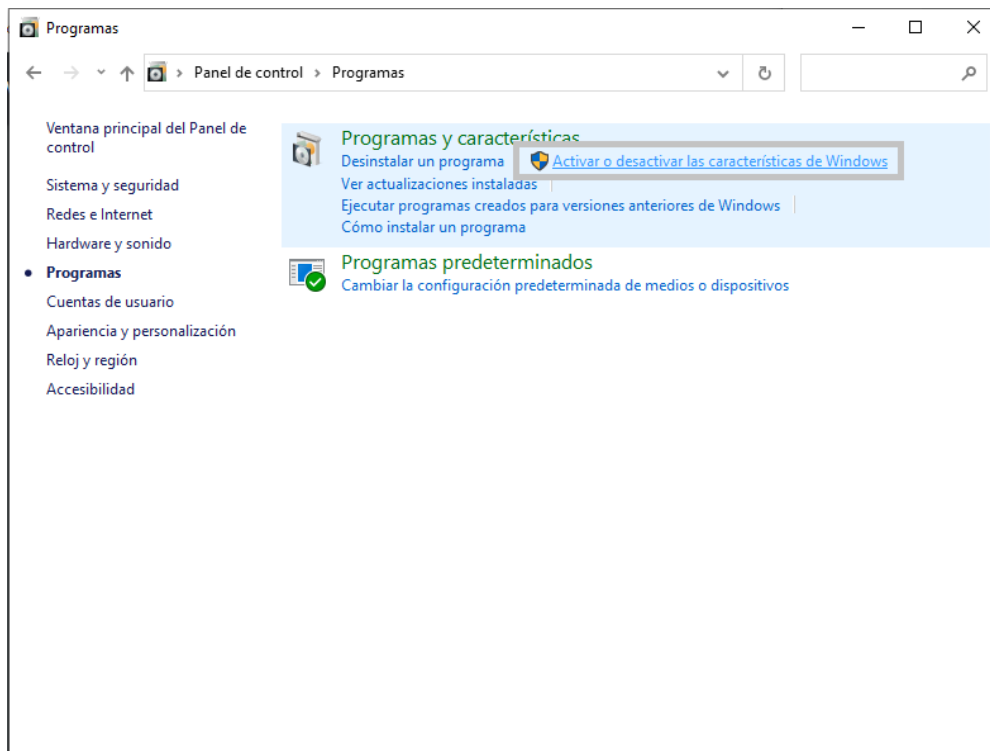 Programas
Panel de control > Programas
Ventana principal del Panel de
control
Sistema y seguridad
Redes e Internet
Hardware y sonido
Programas
Cuentas de usuario
Apariencia y personalización
Reloj y región
Accesibilidad
Programas y características
Desinstalar un programa Activar o desactivar las características de Windows
Ver actualizaciones instaladas
Ejecutar programas creados para versiones anteriores de Windows
Cómo instalar un programa
Programas predeterminados
Cambiar la configuración predeterminada de medios o dispositivos